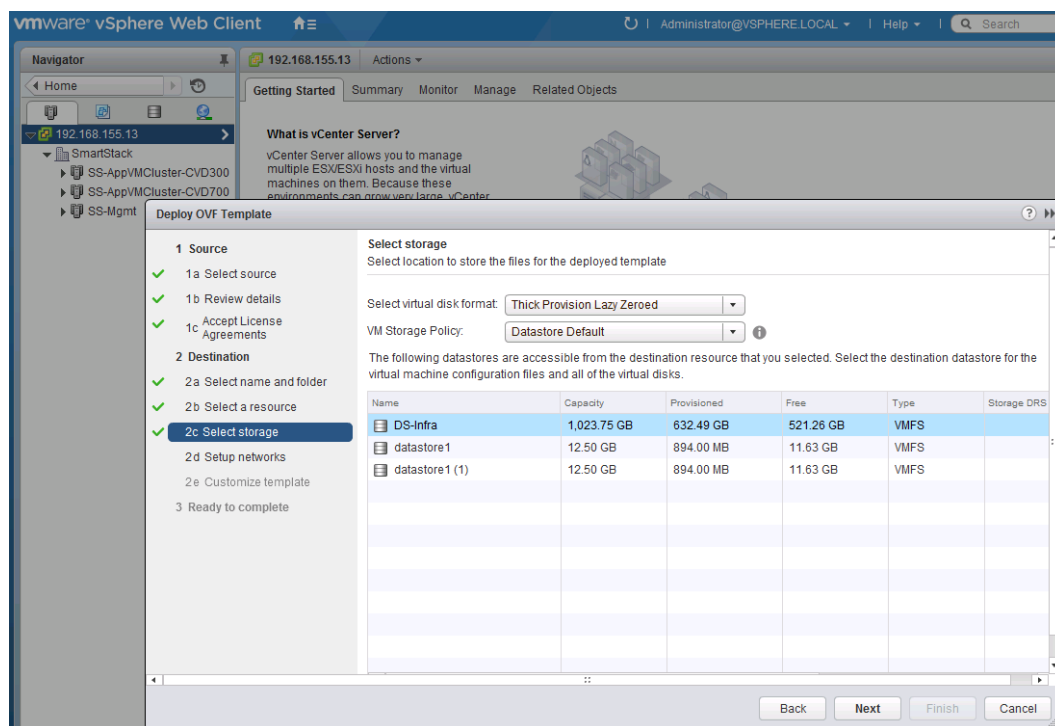 vmware® vSphere Web Client
Administrator@VSPHERE.LOCAL
Help
Search
Navigator
192.168.155.13
Actions
Home
Getting Started
Summary
Monitor
Manage
Related Objects
192.168.155.13
SmartStack
SS-AppVMCluster-CVD300
SS-AppVMCluster-CVD700
SS-Mgmt
What is vCenter Server?
vCenter Server allows you to manage
multiple ESX/ESXi hosts and the virtual
machines on them. Because these
environments can grow very large, vCenter
Deploy OVF Template
1 Source
1a Select source
1b Review details
1c Accept License
Agreements
2 Destination
2a Select name and folder
2b Select a resource
2c Select storage
2d Setup networks
2e Customize template
3 Ready to complete
Select storage
Select location to store the files for the deployed template
Select virtual disk format: Thick Provision Lazy Zeroed
VM Storage Policy: Datastore Default
The following datastores are accessible from the destination resource that you selected. Select the destination datastore for the
virtual machine configuration files and all of the virtual disks.
Name Capacity Provisioned Free Type Storage DRS
DS-Infra 1,023.75 GB 632.49 GB 521.26 GB VMFS
datastore1 12.50 GB 894.00 MB 11.63 GB VMFS
datastore1 (1) 12.50 GB 894.00 MB 11.63 GB VMFS
Back
Next
Finish
Cancel